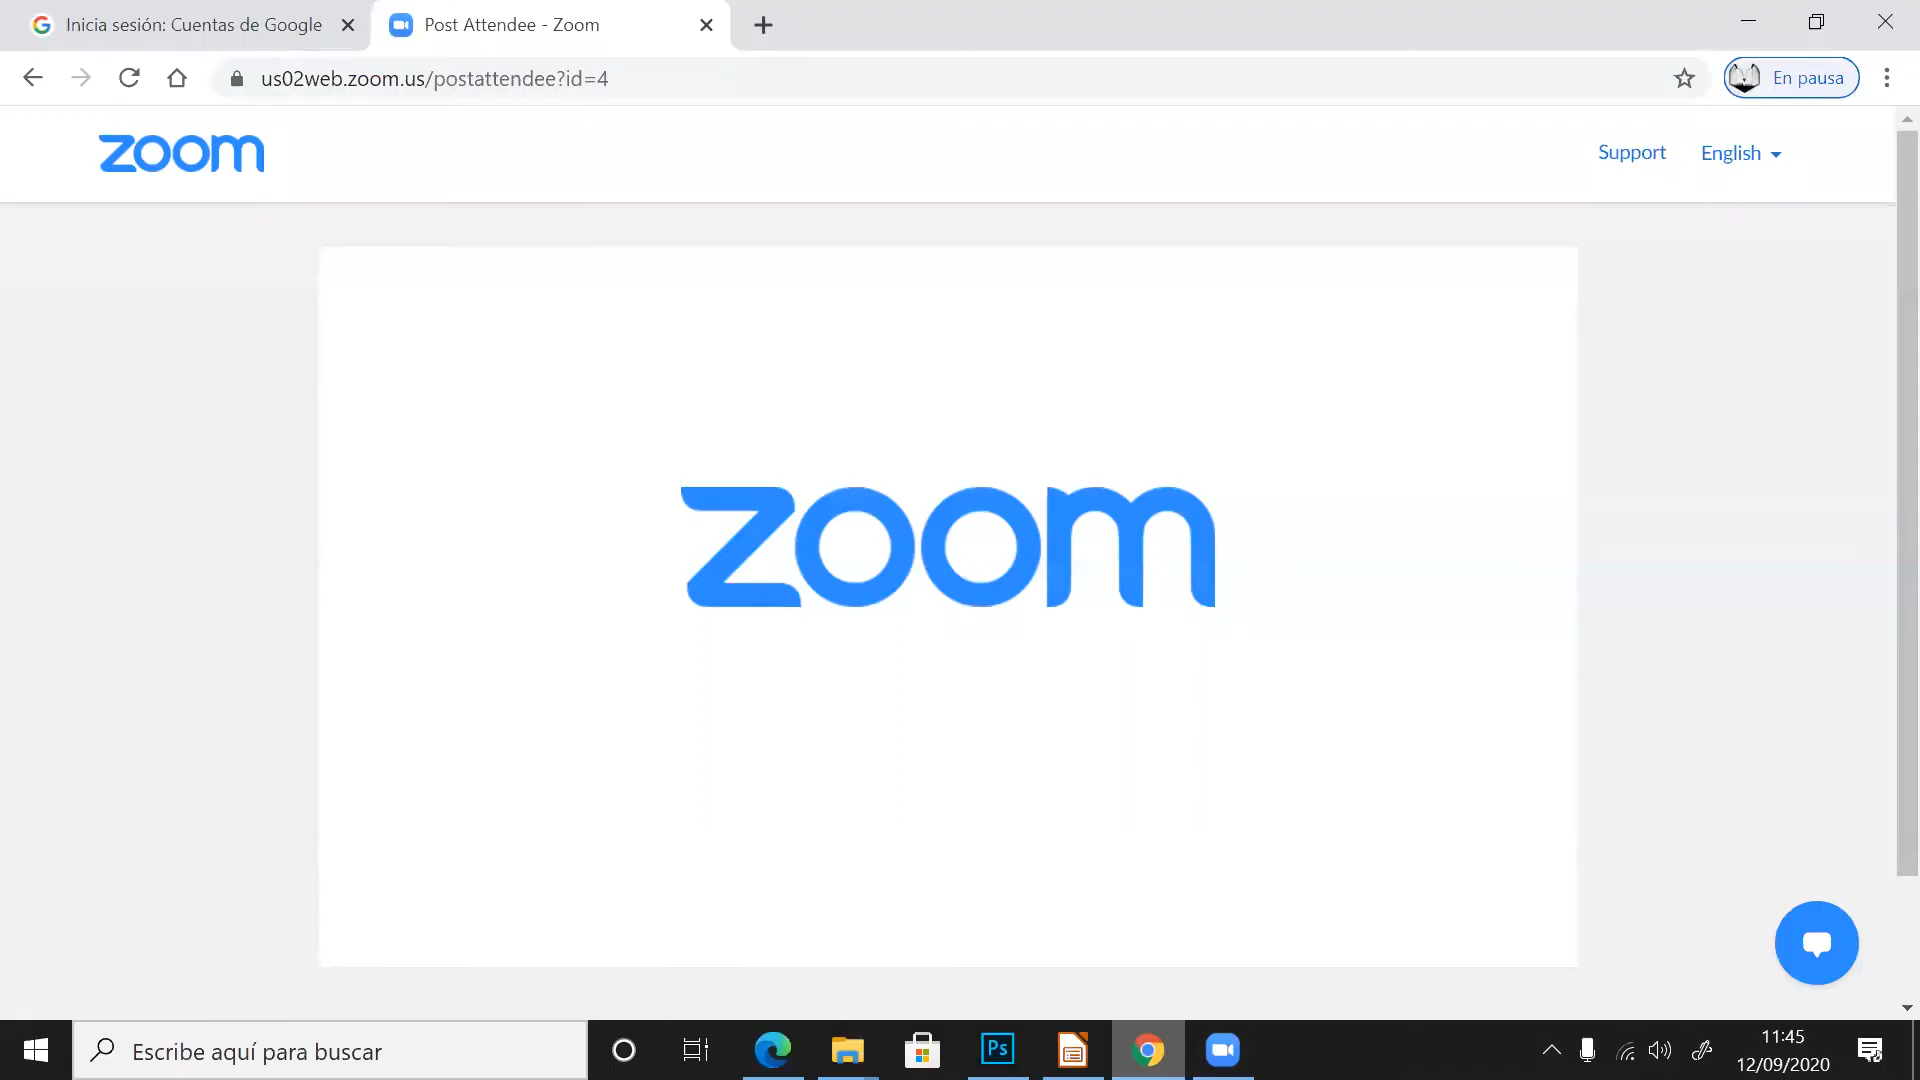 Inicia sesión: Cuentas de Google
Post Attendee - Zoom
us02web.zoom.us/postattendee?id=4
En pausa
zoom
Support
English
zoom
Escribe aquí para buscar
Ps
11:45
12/09/2020